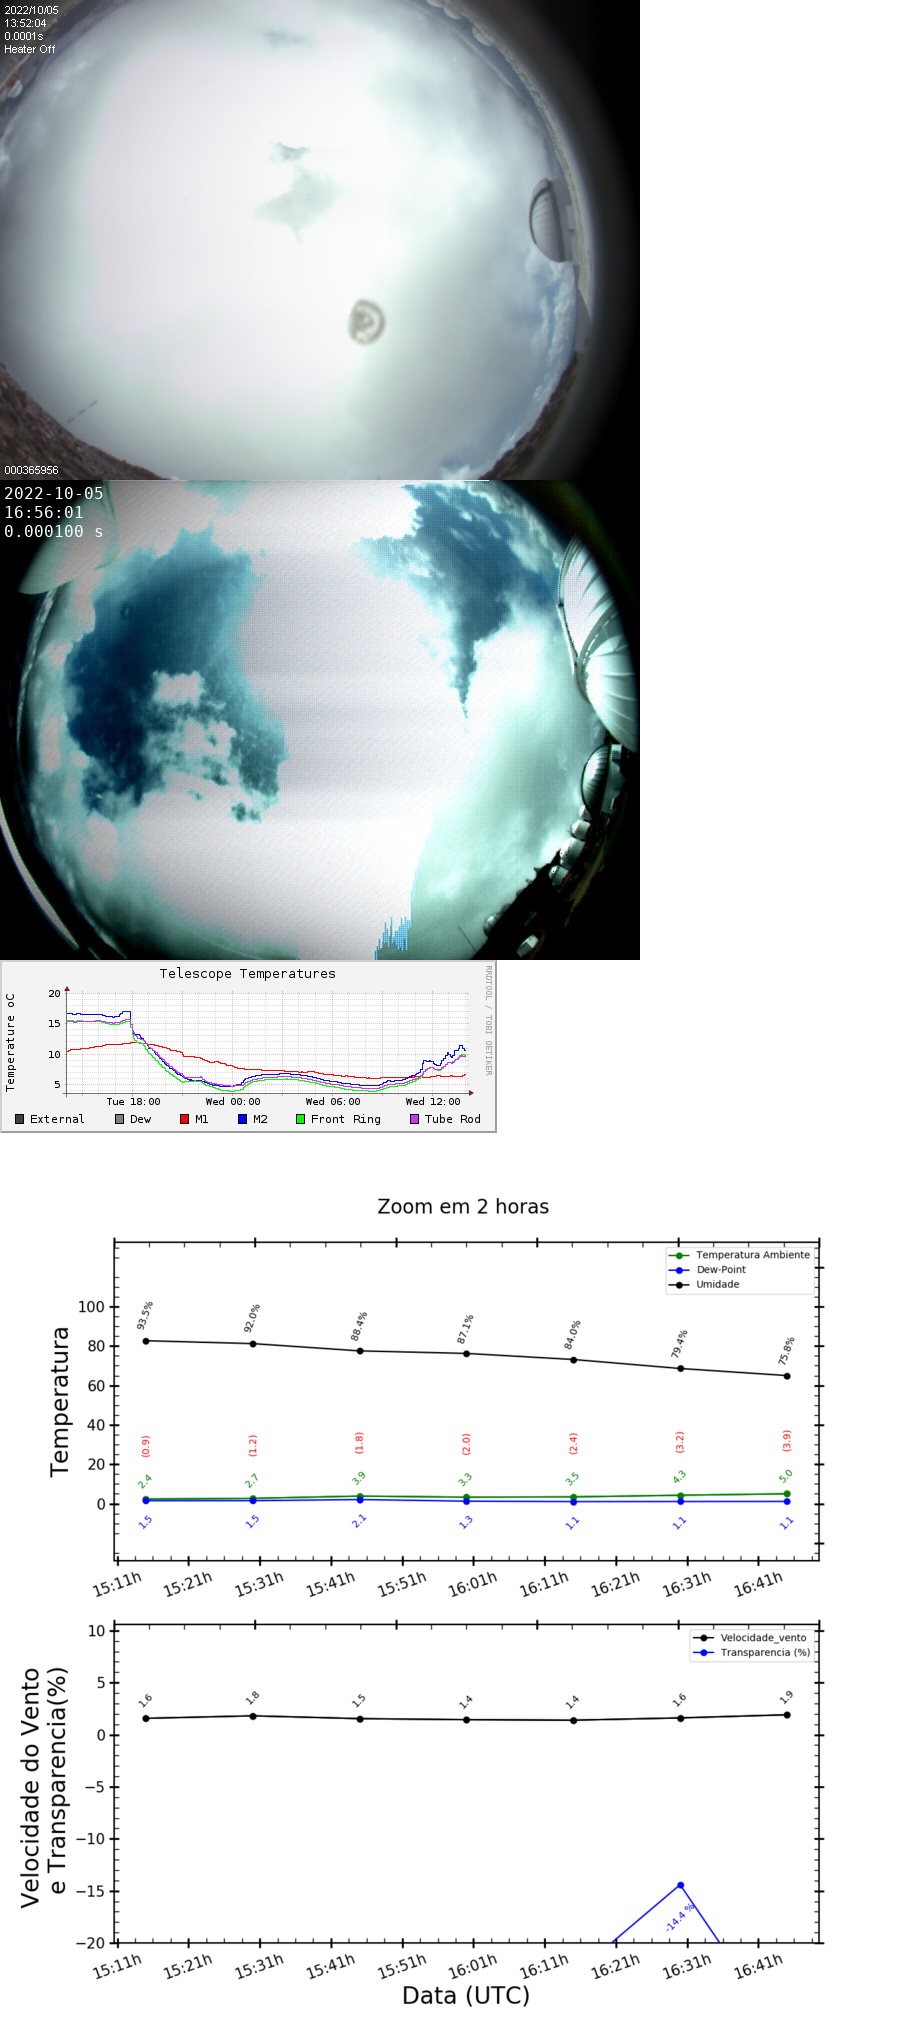 2022/10/05
13:52:04
0.0001s
Heater Off
000365956
2022-10-05
16:56:01
0.000100 s
Telescope Temperatures
RRDTOOL / TOBI OETIKER
Temperature oC
20
15
10
5
Tue 18:00 Wed 00:00 Wed 06:00 Wed 12:00
External Dew M1 M2 Front Ring Tube Rod
Zoom em 2 horas
Temperatura Ambiente
Dew-Point
Umidade
Temperatura
100
80
60
40
20
0
93.5% 92.0% 88.4% 87.1% 84.0% 79.4% 75.8%
(0.9) (1.2) (1.8) (2.0) (2.4) (3.2) (3.9)
2.4 2.7 3.9 3.3 3.5 4.3 5.0
1.5 1.5 2.1 1.3 1.1 1.1 1.1
15:11h 15:21h 15:31h 15:41h 15:51h 16:01h 16:11h 16:21h 16:31h 16:41h
Velocidade_vento
Transparencia (%)
Velocidade do Vento
e Transparencia(%)
10
5
0
−5
−10
−15
−20
1.6 1.8 1.5 1.4 1.4 1.6 1.9
-14.4 %
15:11h 15:21h 15:31h 15:41h 15:51h 16:01h 16:11h 16:21h 16:31h 16:41h
Data (UTC)